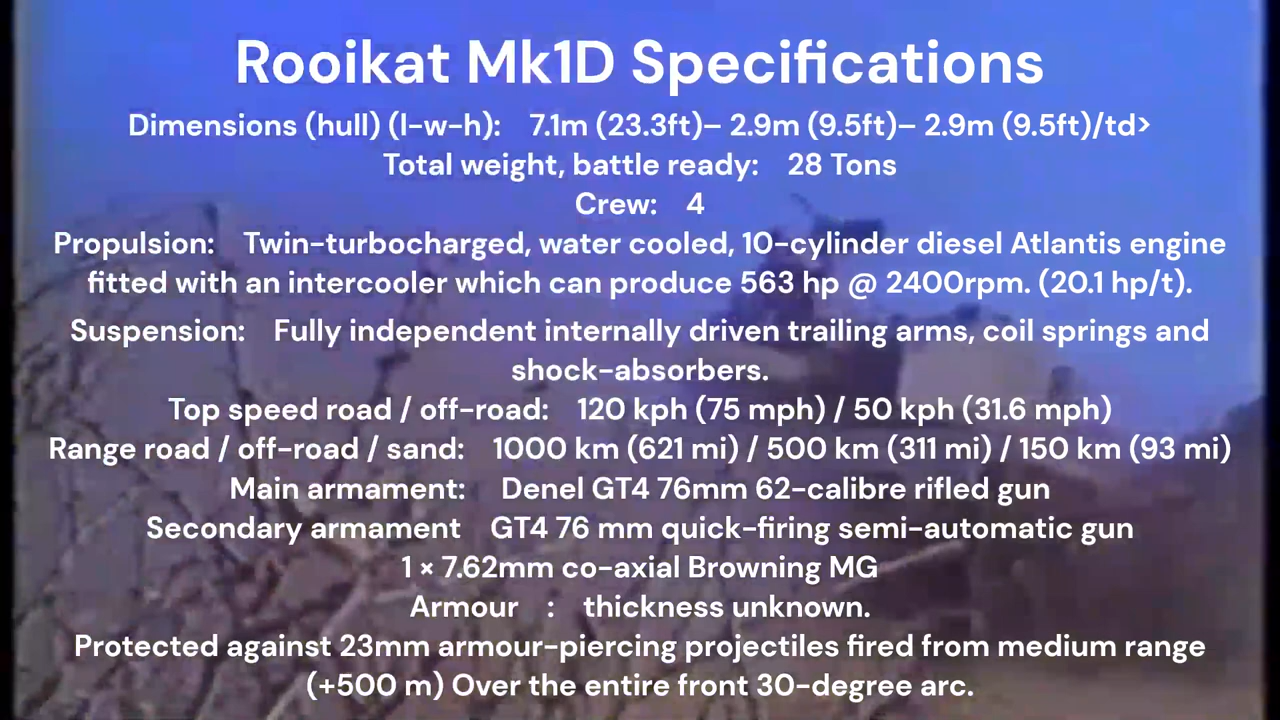 Rooikat Mk1D Specifications
Dimensions (hull) (l-w-h): 7.1m (23.3ft)– 2.9m (9.5ft)– 2.9m (9.5ft)/td>
Total weight, battle ready: 28 Tons
Crew: 4
Propulsion: Twin-turbocharged, water cooled, 10-cylinder diesel Atlantis engine
fitted with an intercooler which can produce 563 hp @ 2400rpm. (20.1 hp/t).
Suspension: Fully independent internally driven trailing arms, coil springs and
shock-absorbers.
Top speed road / off-road: 120 kph (75 mph) / 50 kph (31.6 mph)
Range road / off-road / sand: 1000 km (621 mi) / 500 km (311 mi) / 150 km (93 mi)
Main armament: Denel GT4 76mm 62-calibre rifled gun
Secondary armament GT4 76 mm quick-firing semi-automatic gun
1 × 7.62mm co-axial Browning MG
Armour : thickness unknown.
Protected against 23mm armour-piercing projectiles fired from medium range
(+500 m) Over the entire front 30-degree arc.